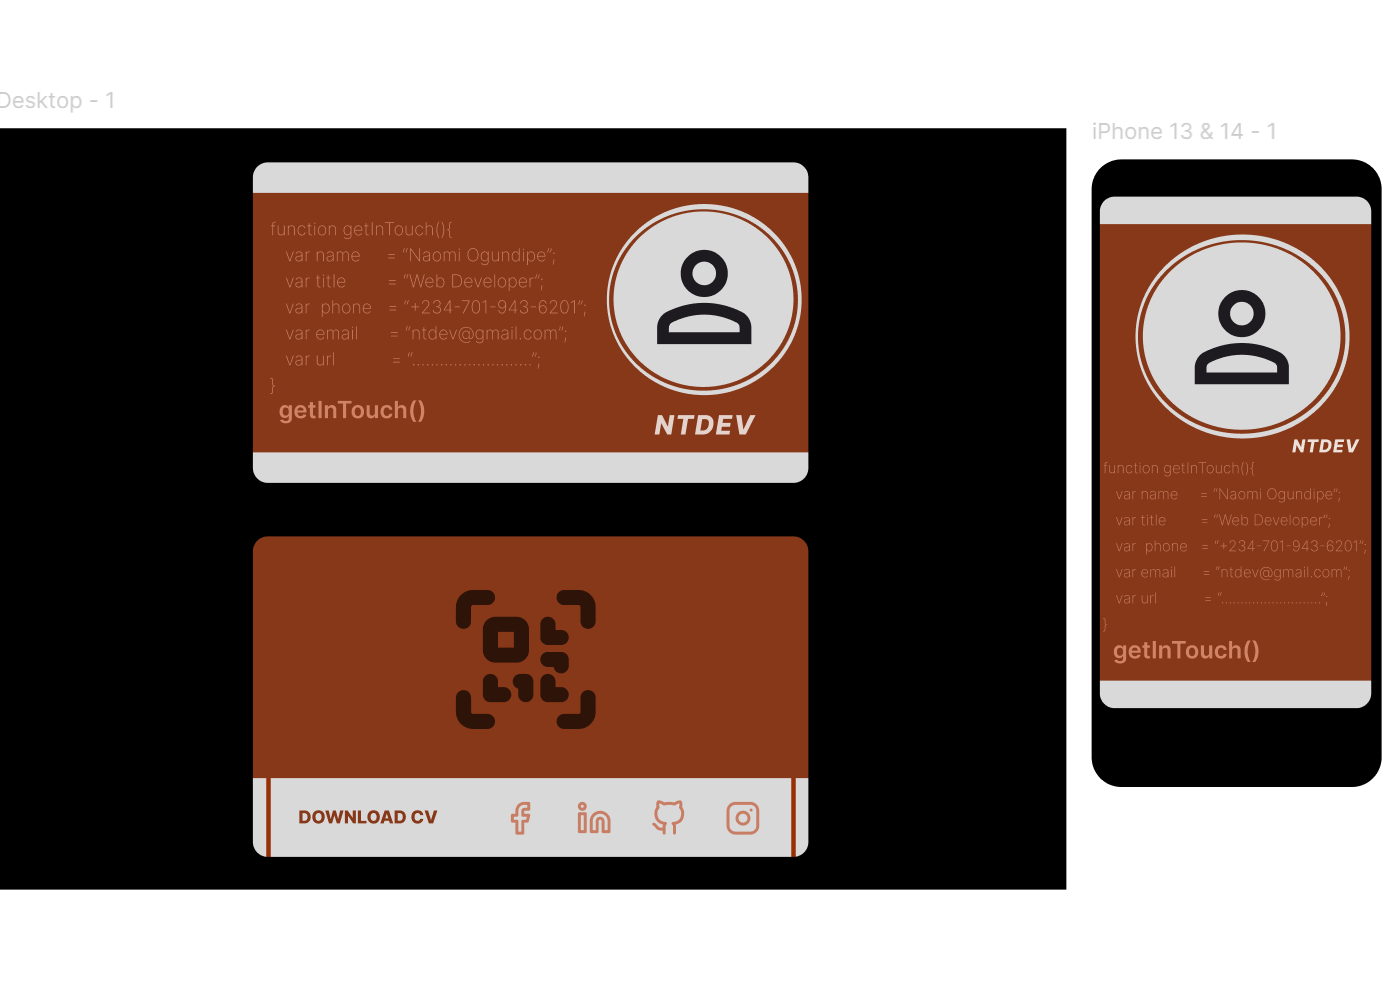 Desktop - 1
function getInTouch(){
var name = “Naomi Ogundipe”;
var title = “Web Developer”;
var phone = “+234-701-943-6201”;
var email = “ntdev@gmail.com”;
var url = “..........................”;
}
getInTouch()
NTDEV
DOWNLOAD CV
iPhone 13 & 14 - 1
NTDEV
function getInTouch(){
var name = “Naomi Ogundipe”;
var title = “Web Developer”;
var phone = “+234-701-943-6201”;
var email = “ntdev@gmail.com”;
var url = “..........................”;
}
getInTouch()